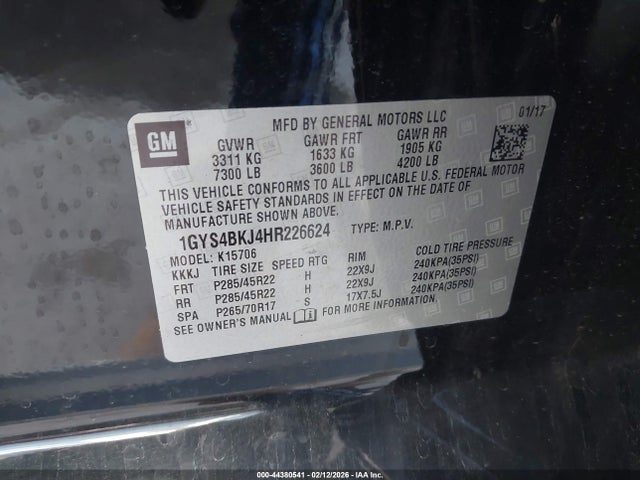 MFD BY GENERAL MOTORS LLC 01/17
GM GVWR GAWR FRT GAWR RR
3311 KG 1633 KG 1905 KG
7300 LB 3600 LB 4200 LB
THIS VEHICLE CONFORMS TO ALL APPLICABLE U.S. FEDERAL MOTOR
VEHICLE SAFETY STANDARDS IN EFFECT ON THE DATE OF
MANUFACTURE SHOWN ABOVE.
1GYS4BKJ4HR226624 TYPE: M.P.V.
MODEL: K15706
KKKJ TIRE SIZE SPEED RTG RIM COLD TIRE PRESSURE
FRT P285/45R22 H 22X9J 240KPA(35PSI)
RR P285/45R22 H 22X9J 240KPA(35PSI)
SPA P265/70R17 S 17X7.5J 240KPA(35PSI)
SEE OWNER'S MANUAL FOR MORE INFORMATION.
000-44380541 - 02/12/2026 - IAAI.CA